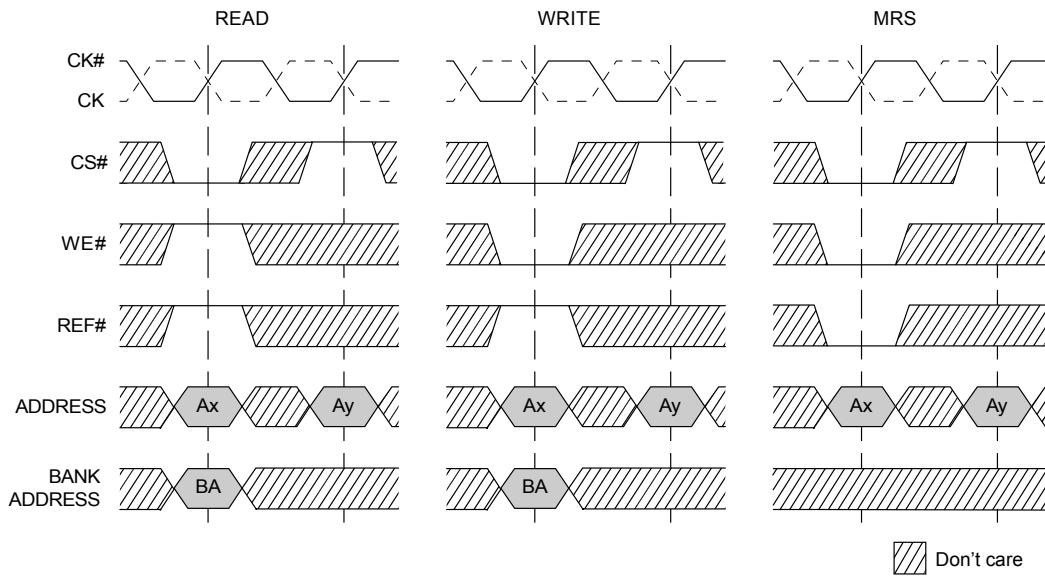 READ WRITE MRS
CK#
CK
CS#
WE#
REF#
ADDRESS Ax Ay Ax Ay Ax Ay
BANK
ADDRESS BA BA
Don't care